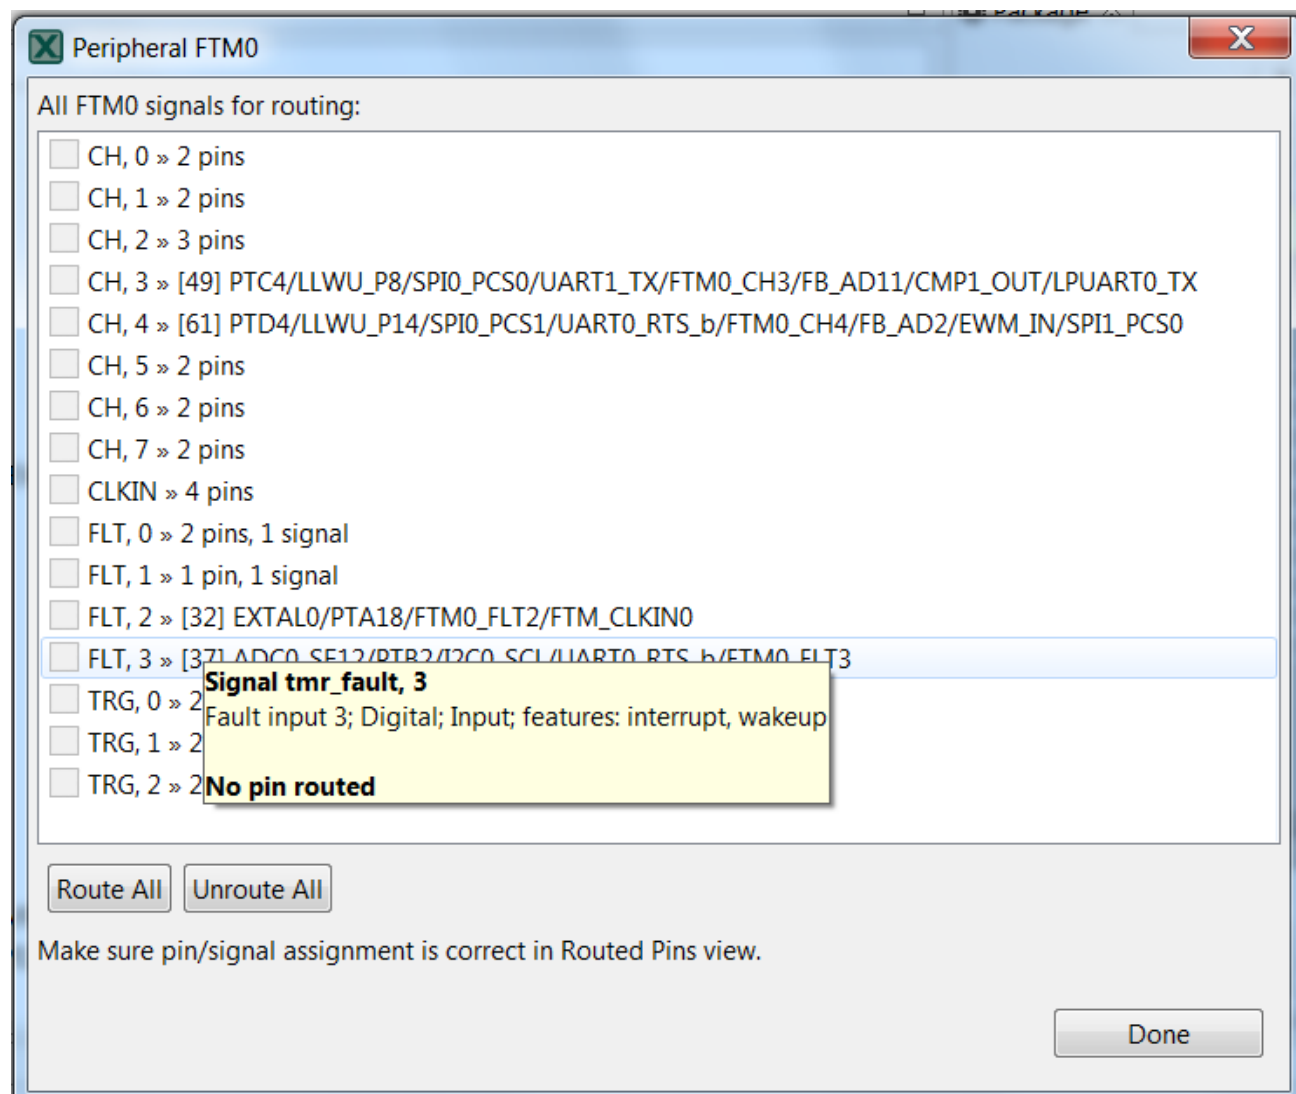 Package
Peripheral FTM0
All FTM0 signals for routing:
CH, 0 » 2 pins
CH, 1 » 2 pins
CH, 2 » 3 pins
CH, 3 » [49] PTC4/LLWU_P8/SPI0_PCS0/UART1_TX/FTM0_CH3/FB_AD11/CMP1_OUT/LPUART0_TX
CH, 4 » [61] PTD4/LLWU_P14/SPI0_PCS1/UART0_RTS_b/FTM0_CH4/FB_AD2/EWM_IN/SPI1_PCS0
CH, 5 » 2 pins
CH, 6 » 2 pins
CH, 7 » 2 pins
CLKIN » 4 pins
FLT, 0 » 2 pins, 1 signal
FLT, 1 » 1 pin, 1 signal
FLT, 2 » [32] EXTAL0/PTA18/FTM0_FLT2/FTM_CLKIN0
FLT, 3 » [37] ADC0_SE12/PTB2/I2C0_SCL/UART0_RTS_b/FTM0_FLT3
Signal tmr_fault, 3
Fault input 3; Digital; Input; features: interrupt, wakeup
No pin routed
TRG, 0 » 2
TRG, 1 » 2
TRG, 2 » 2
Route All
Unroute All
Make sure pin/signal assignment is correct in Routed Pins view.
Done